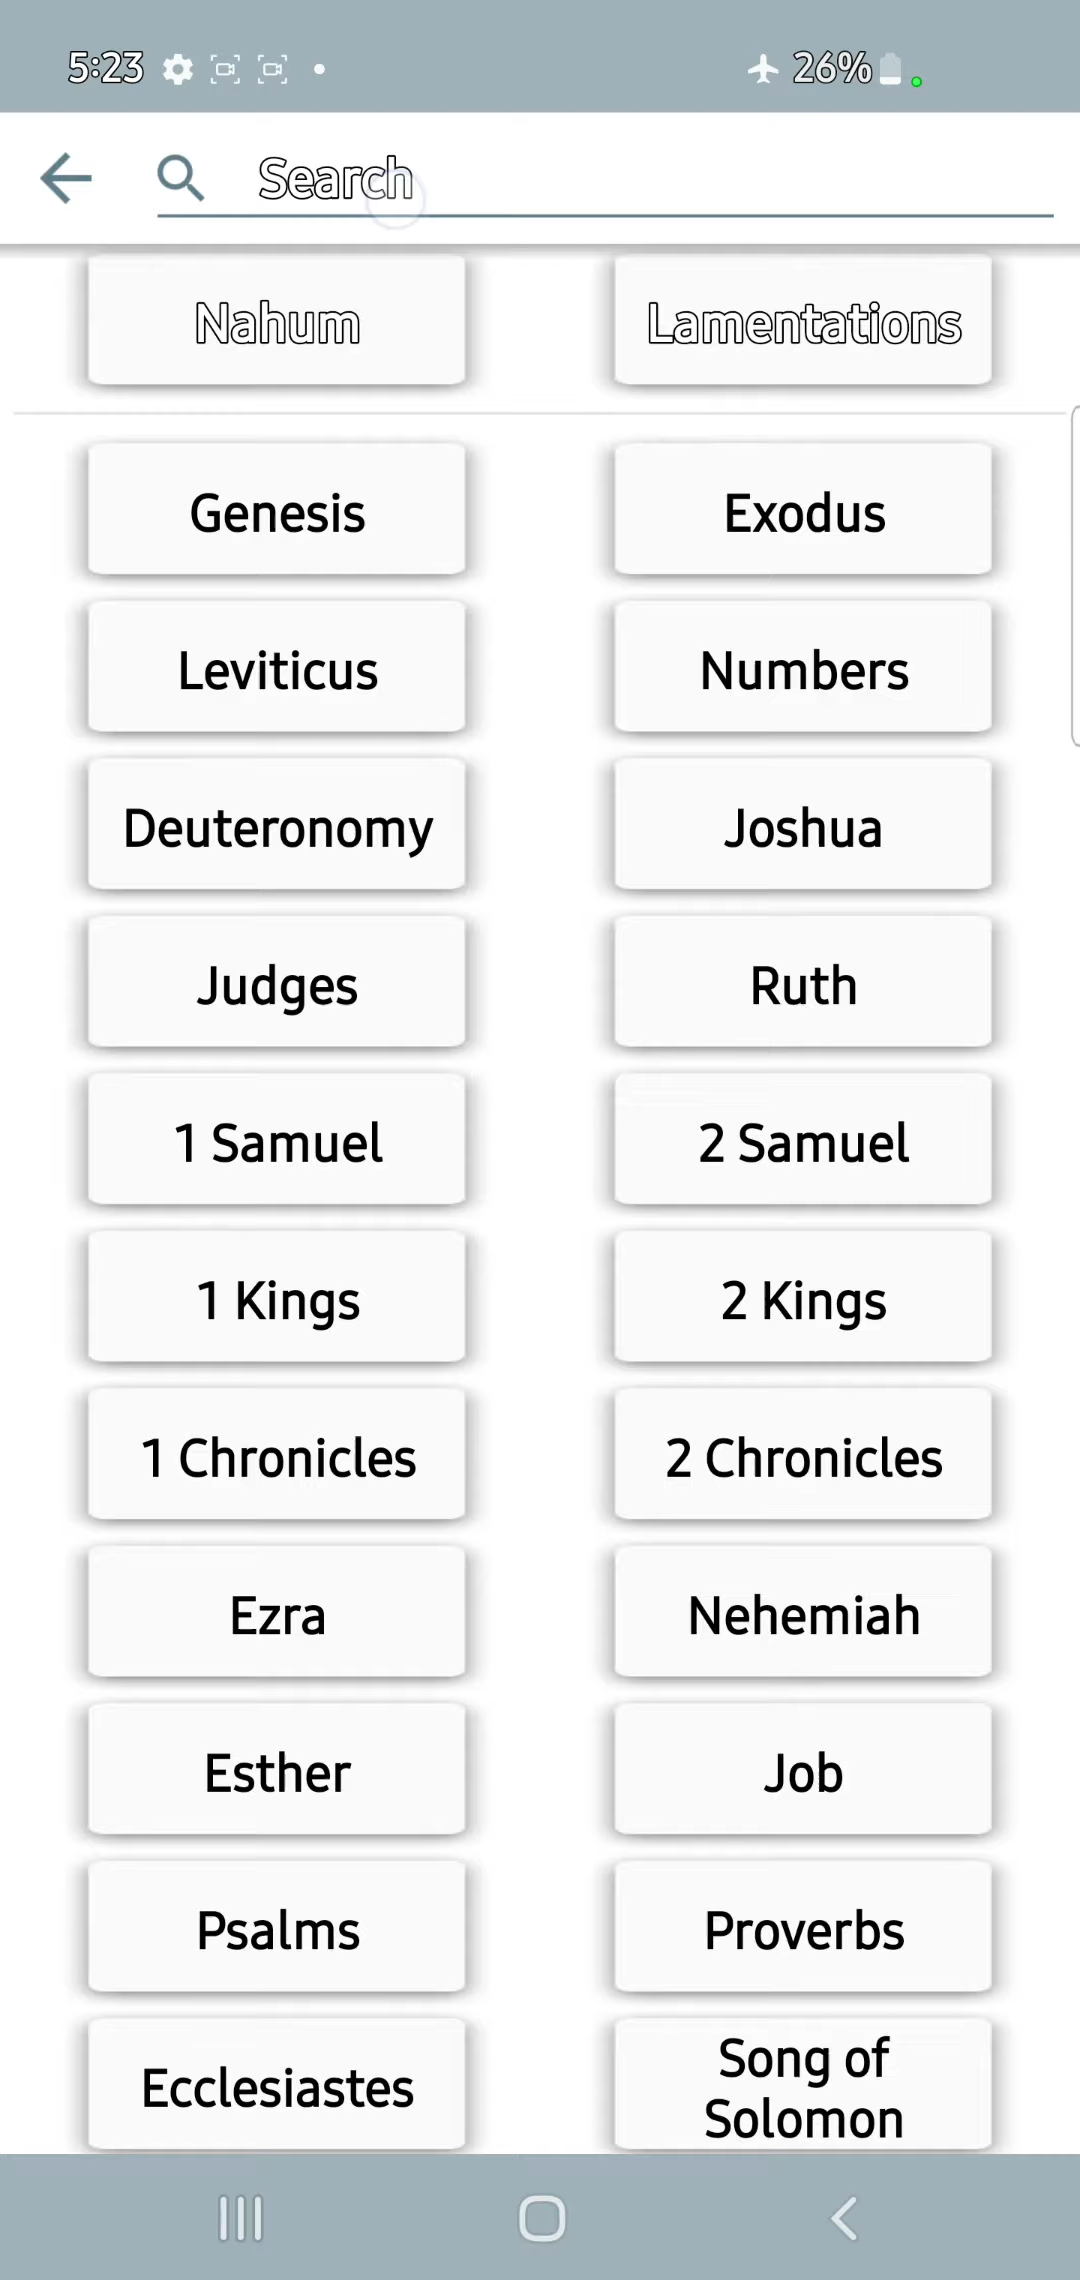 5:23
26%
Search
Nahum
Lamentations
Genesis
Exodus
Leviticus
Numbers
Deuteronomy
Joshua
Judges
Ruth
1 Samuel
2 Samuel
1 Kings
2 Kings
1 Chronicles
2 Chronicles
Ezra
Nehemiah
Esther
Job
Psalms
Proverbs
Ecclesiastes
Song of
Solomon